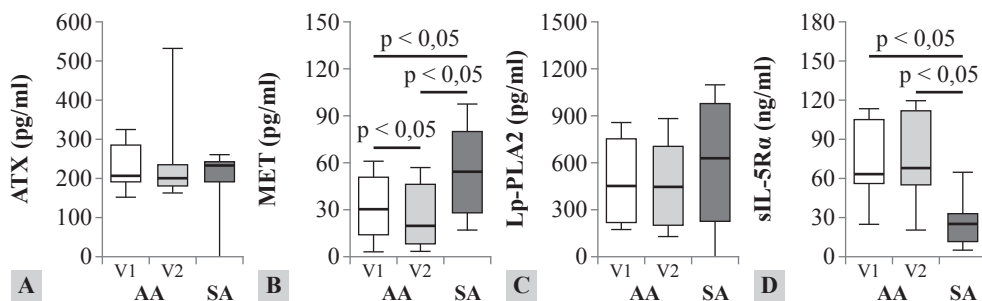 ATX (pg/ml)
600
500
400
300
200
100
0
V1 V2
AA SA
A
MET (pg/ml)
150
120
90
60
30
0
p < 0,05
p < 0,05
p < 0,05
V1 V2
AA SA
B
Lp-PLA2 (pg/ml)
1500
1200
900
600
300
0
V1 V2
AA SA
C
sIL-5Rα (ng/ml)
180
150
120
90
60
30
0
p < 0,05
p < 0,05
V1 V2
AA SA
D